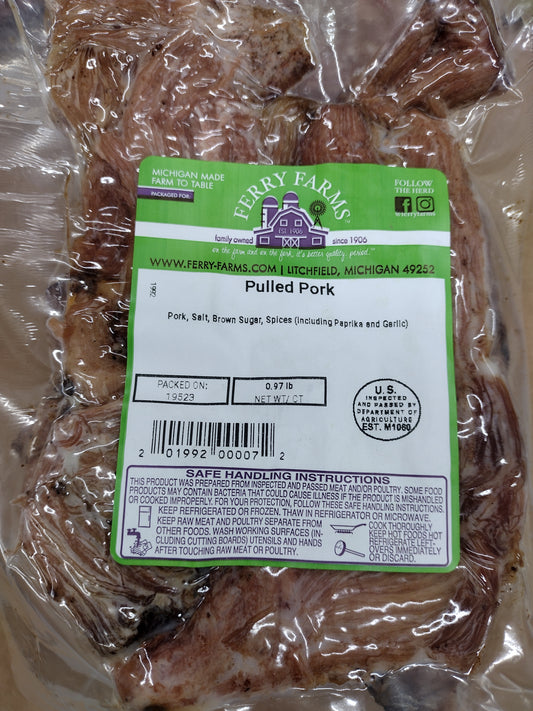 MICHIGAN MADE
FARM TO TABLE
PACKAGED FOR:
FERRY FARMS
EST. 1906
FOLLOW
THE HERD
@ferryfarms
family owned since 1906
on the farm and on the fork, it's better quality. period.
WWW.FERRY-FARMS.COM | LITCHFIELD, MICHIGAN 49252
1992
Pulled Pork
Pork, Salt, Brown Sugar, Spices (including Paprika and Garlic)
PACKED ON:
19523
0.97 lb
NET WT/ CT
U.S.
INSPECTED
AND PASSED BY
DEPARTMENT OF
AGRICULTURE
EST. M1060
2 01992 00007 2
SAFE HANDLING INSTRUCTIONS
THIS PRODUCT WAS PREPARED FROM INSPECTED AND PASSED MEAT AND/OR POULTRY. SOME FOOD
PRODUCTS MAY CONTAIN BACTERIA THAT COULD CAUSE ILLNESS IF THE PRODUCT IS MISHANDLED
OR COOKED IMPROPERLY. FOR YOUR PROTECTION, FOLLOW THESE SAFE HANDLING INSTRUCTIONS.
KEEP REFRIGERATED OR FROZEN. THAW IN REFRIGERATOR OR MICROWAVE.
KEEP RAW MEAT AND POULTRY SEPARATE FROM
OTHER FOODS. WASH WORKING SURFACES (IN-
CLUDING CUTTING BOARDS) UTENSILS AND HANDS
AFTER TOUCHING RAW MEAT OR POULTRY.
COOK THOROUGHLY
KEEP HOT FOODS HOT
REFRIGERATE LEFT-
OVERS IMMEDIATELY
OR DISCARD.